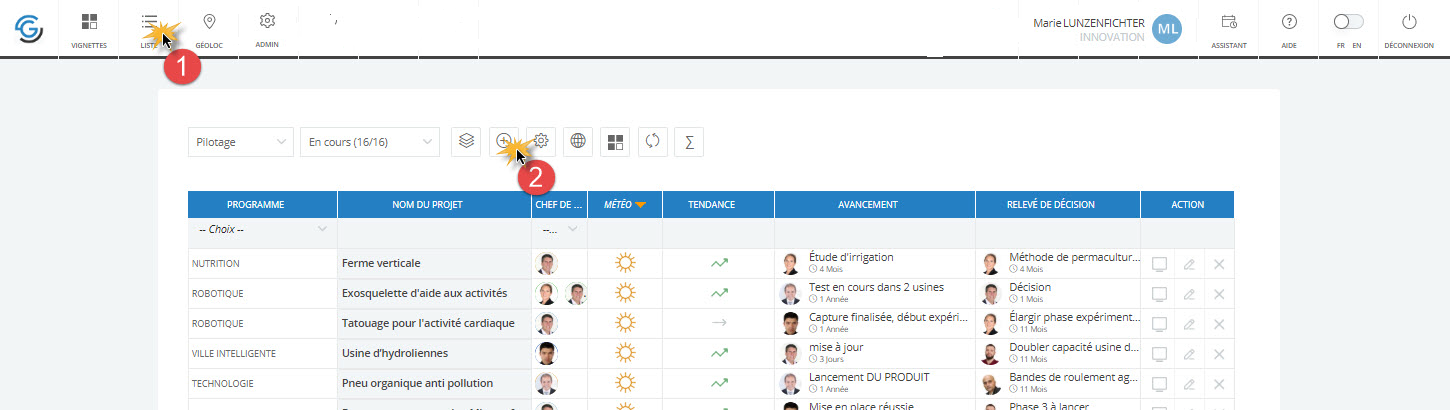 Marie LUNZENFICHTER
INNOVATION
ML
VIGNETTES
LISTE
GÉOLOC
ADMIN
ASSISTANT
AIDE
FR EN
DÉCONNEXION
1
Pilotage
En cours (16/16)
Σ
2
PROGRAMME NOM DU PROJET CHEF DE ... MÉTÉO TENDANCE AVANCEMENT RELEVÉ DE DÉCISION ACTION
-- Choix -- --...
NUTRITION Ferme verticale Étude d'irrigation Méthode de permacultur...
4 Mois 4 Mois
ROBOTIQUE Exosquelette d'aide aux activités Test en cours dans 2 usines Décision
1 Année 1 Mois
ROBOTIQUE Tatouage pour l'activité cardiaque Capture finalisée, début expéri... Élargir phase expériment...
1 Année 11 Mois
VILLE INTELLIGENTE Usine d'hydroliennes mise à jour Doubler capacité usine d...
3 Jours 11 Mois
TECHNOLOGIE Pneu organique anti pollution Lancement DU PRODUIT Bandes de roulement ag...
1 Année 11 Mois
Mise en place réussie Phase 3 à lancer